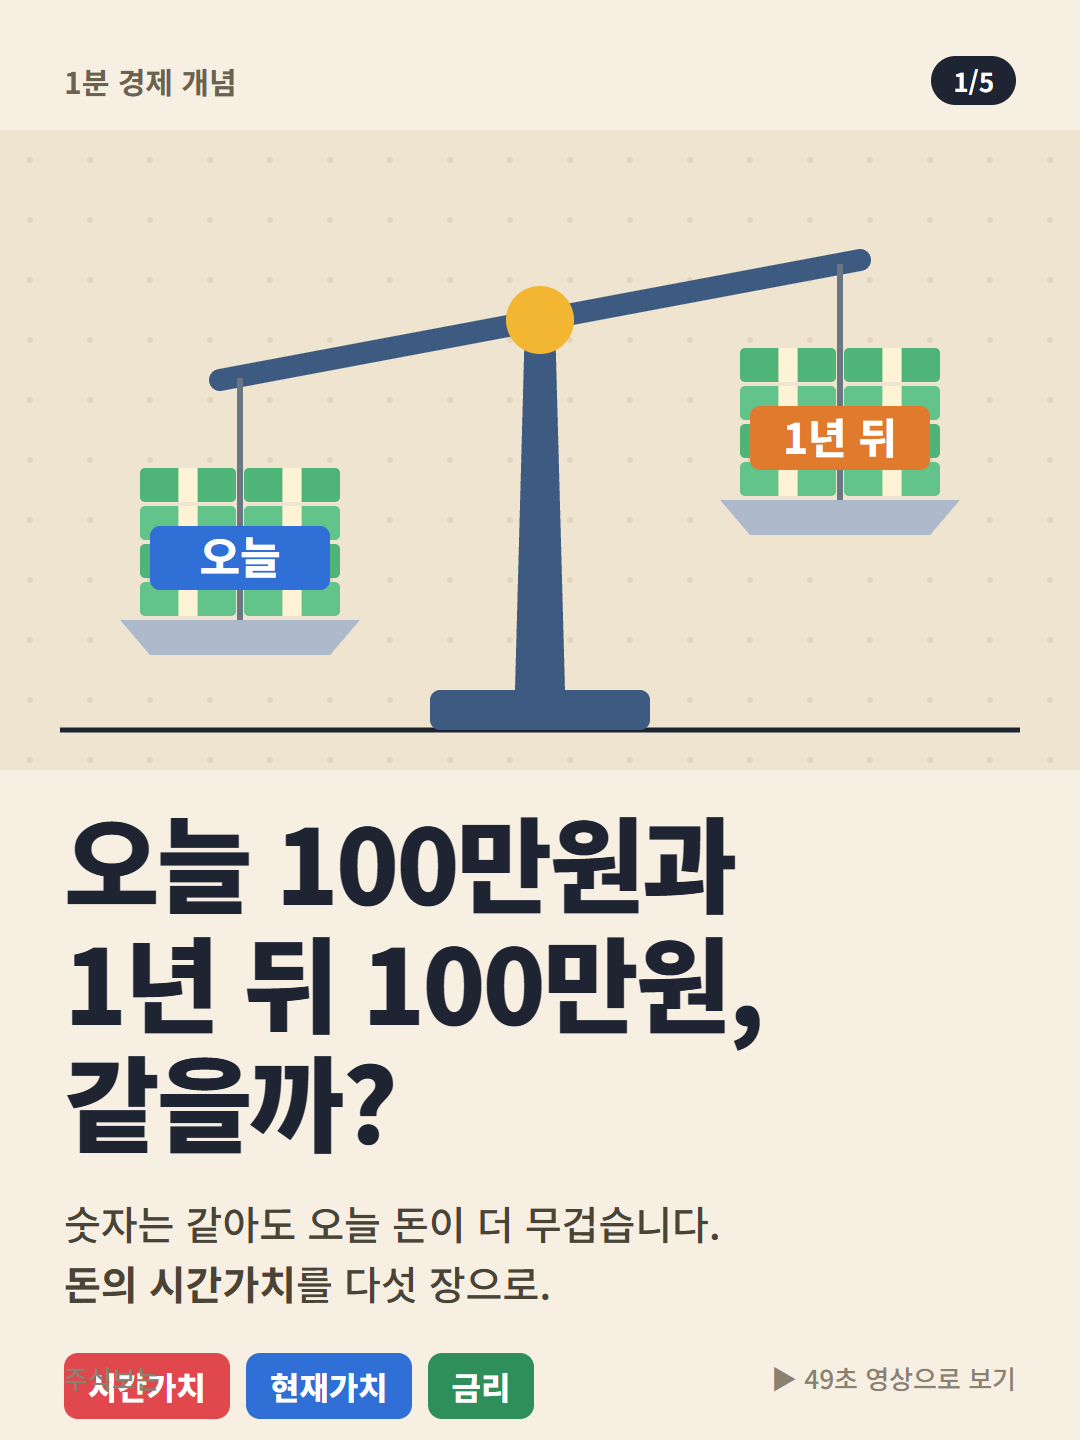 1분 경제 개념
1/5
오늘
1년 뒤
오늘 100만원과
1년 뒤 100만원,
같을까?
숫자는 같아도 오늘 돈이 더 무겁습니다.
돈의 시간가치를 다섯 장으로.
시간가치
현재가치
금리
▶ 49초 영상으로 보기